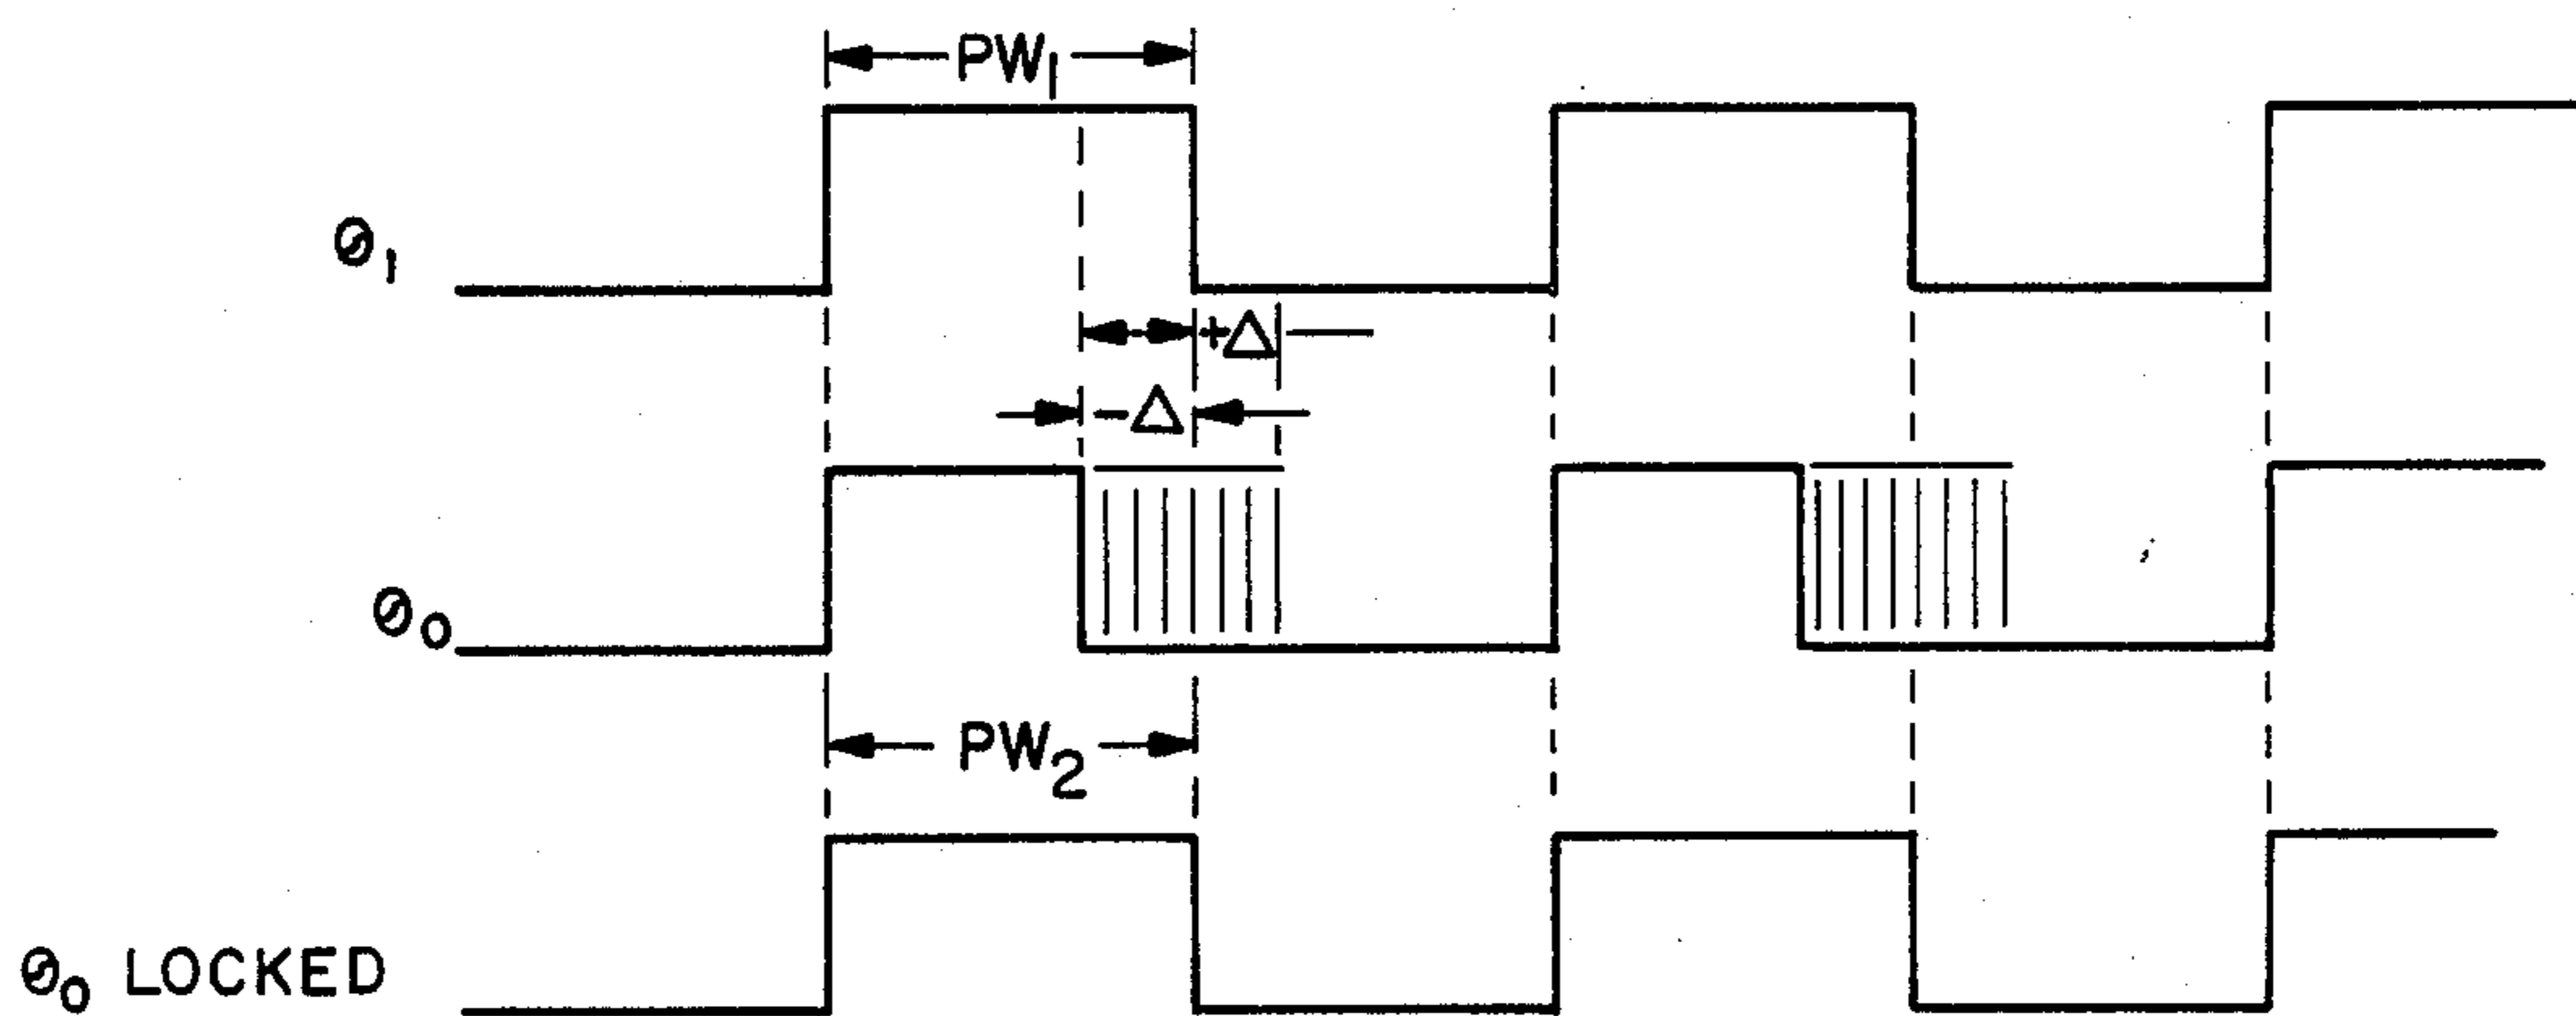 PW₁
Ø₁
+Δ
-Δ
Ø₀
PW₂
Ø₀ LOCKED